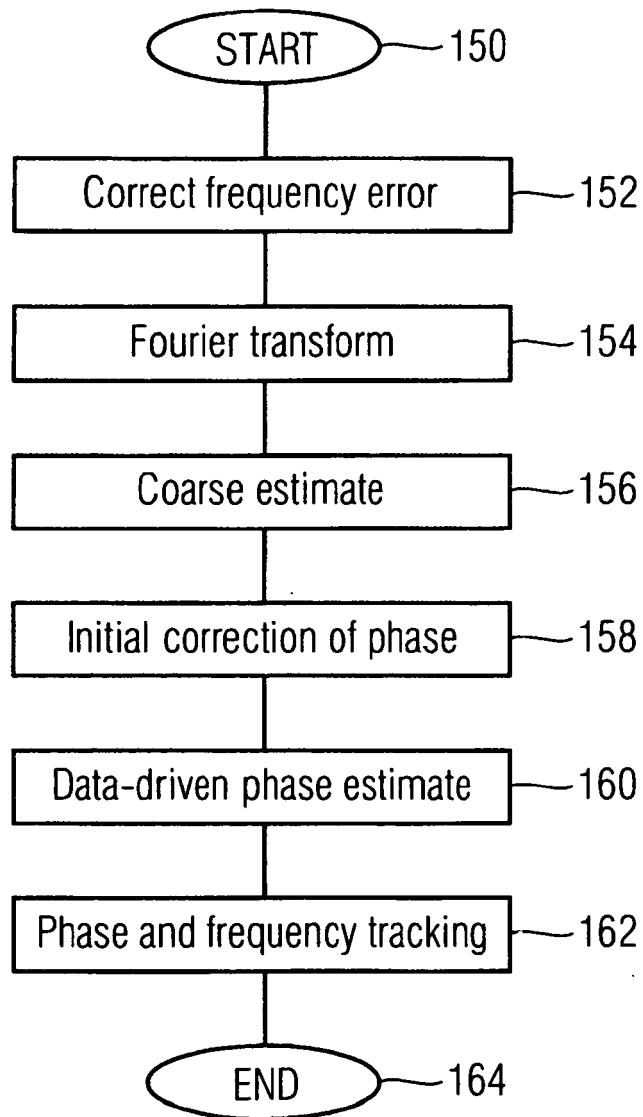 START 150
Correct frequency error 152
Fourier transform 154
Coarse estimate 156
Initial correction of phase 158
Data-driven phase estimate 160
Phase and frequency tracking 162
END 164